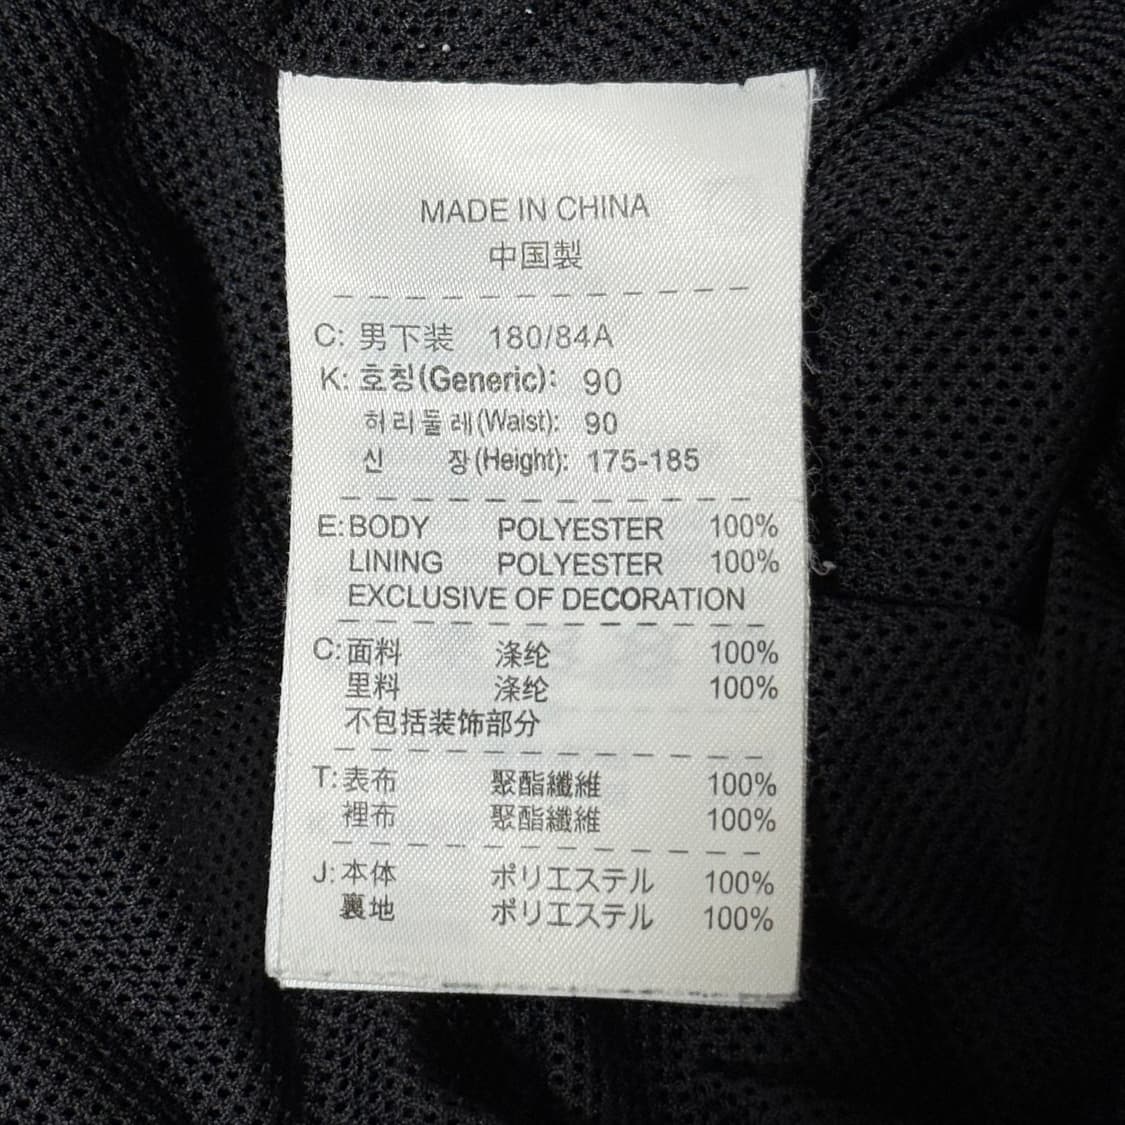 MADE IN CHINA
中国製
C: 男下装 180/84A
K: 호칭(Generic): 90
허리둘레(Waist): 90
신 장(Height): 175-185
E: BODY POLYESTER 100%
LINING POLYESTER 100%
EXCLUSIVE OF DECORATION
C: 面料 涤纶 100%
里料 涤纶 100%
不包括装饰部分
T: 表布 聚酯纖維 100%
裡布 聚酯纖維 100%
J: 本体 ポリエステル 100%
裏地 ポリエステル 100%